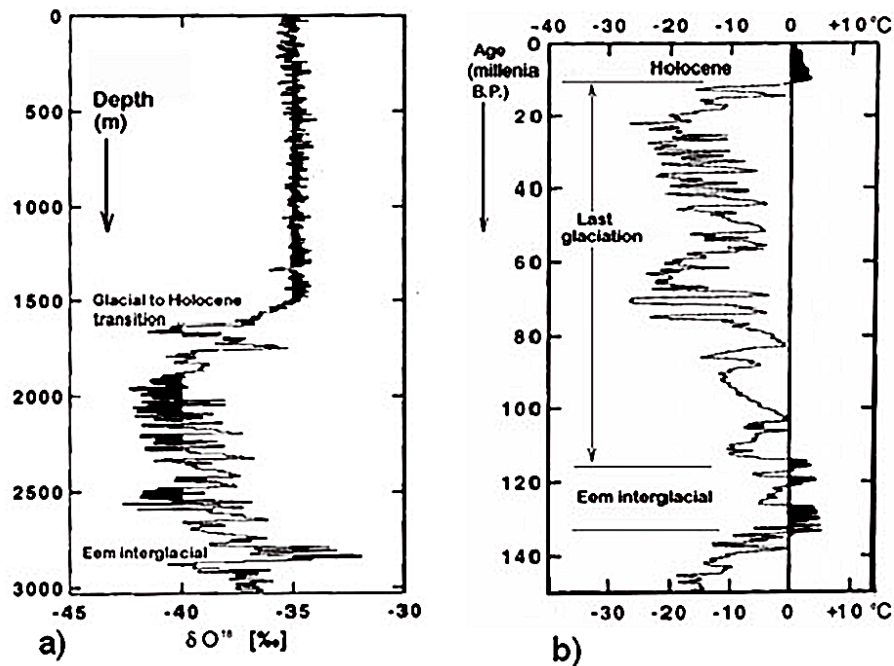 0
500
1000
1500
2000
2500
3000
Depth
(m)
Glacial to Holocene
transition
Eem interglacial
-45 -40 -35 -30
a) δ O¹⁸ [‰]
-40 -30 -20 -10 0 +10 °C
Age
(millenia
B.P.)
0
20
40
60
80
100
120
140
Holocene
Last
glaciation
Eem interglacial
-40 -30 -20 -10 0 +10 °C
b)